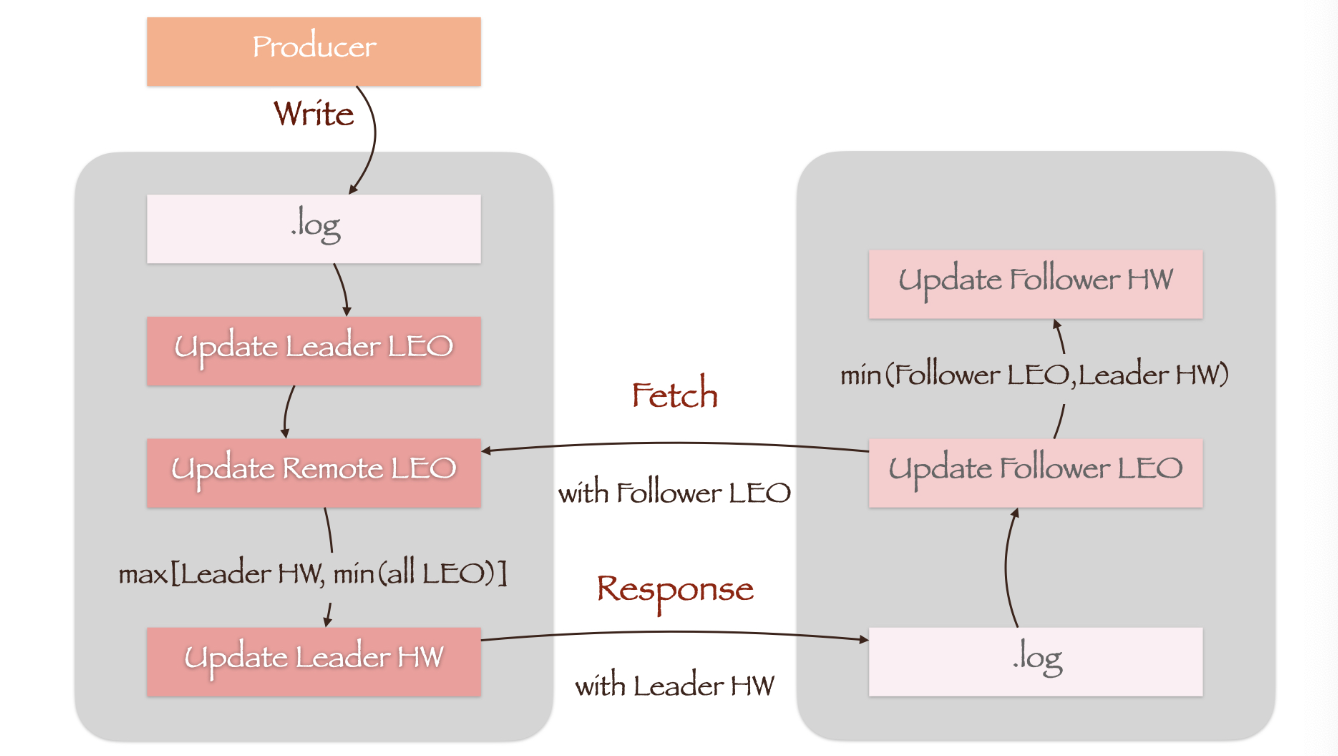 Producer
Write
.log
Update Leader LEO
Update Remote LEO
max[Leader HW, min(all LEO)]
Update Leader HW
Fetch
with Follower LEO
Response
with Leader HW
Update Follower HW
min(Follower LEO,Leader HW)
Update Follower LEO
.log